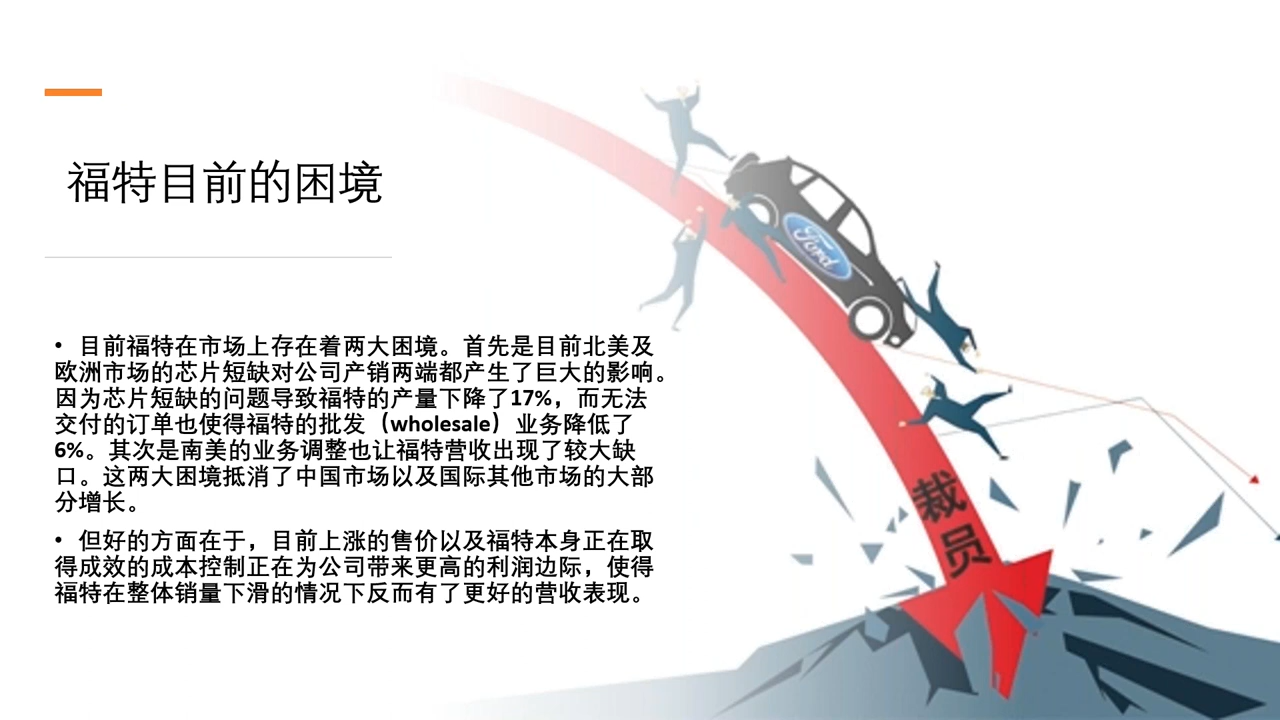 福特目前的困境
• 目前福特在市场上存在着两大困境。首先是目前北美及
欧洲市场的芯片短缺对公司产销两端都产生了巨大的影响。
因为芯片短缺的问题导致福特的产量下降了17%，而无法
交付的订单也使得福特的批发（wholesale）业务降低了
6%。其次是南美的业务调整也让福特营收出现了较大缺
口。这两大困境抵消了中国市场以及国际其他市场的大部
分增长。
• 但好的方面在于，目前上涨的售价以及福特本身正在取
得成效的成本控制正在为公司带来更高的利润边际，使得
福特在整体销量下滑的情况下反而有了更好的营收表现。
Ford
裁
员